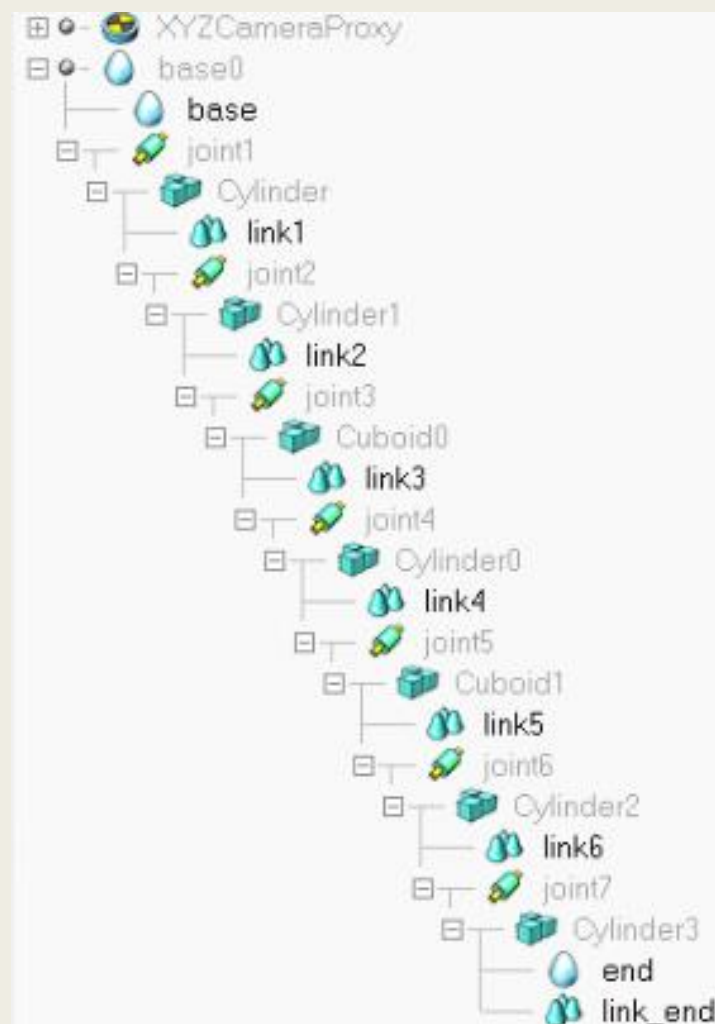 XYZCameraProxy
base0
base
joint1
Cylinder
link1
joint2
Cylinder1
link2
joint3
Cuboid0
link3
joint4
Cylinder0
link4
joint5
Cuboid1
link5
joint6
Cylinder2
link6
joint7
Cylinder3
end
link_end